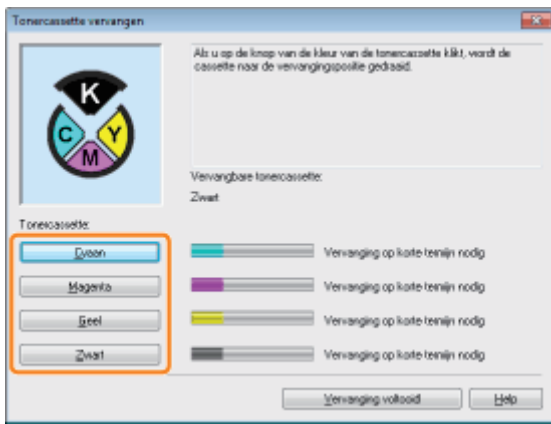 Tonercassette vervangen
Als u op de knop van de kleur van de tonercassette klikt, wordt de
cassette naar de vervangingspositie gedraaid.
K
C
Y
M
Vervangbare tonercassette:
Zwart
Tonercassette:
Cyaan
Vervanging op korte termijn nodig
Magenta
Vervanging op korte termijn nodig
Geel
Vervanging op korte termijn nodig
Zwart
Vervanging op korte termijn nodig
Vervanging voltooid
Help